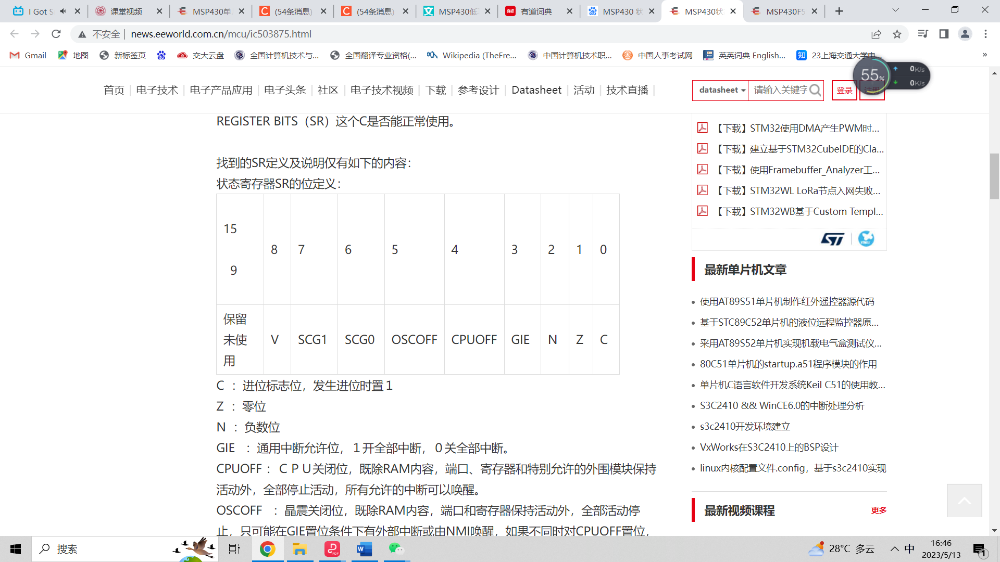 I Got S
课堂视频
MSP430单
(54条消息)
(54条消息)
MSP430低
有道词典
MSP430 状
MSP430状
MSP430F5
不安全
news.eeworld.com.cn/mcu/ic503875.html
Gmail
地图
新标签页
交大云盘
全国计算机技术与...
全国翻译专业资格(...
Wikipedia (TheFre...
中国计算机技术职...
中国人事考试网
英英词典 English...
23上海交通大学电...
»
55%
0K/s
0K/s
首页
电子技术
电子产品应用
电子头条
社区
电子技术视频
下载
参考设计
Datasheet
活动
技术直播
datasheet
请输入关键字
登录
REGISTER BITS（SR）这个C是否能正常使用。
找到的SR定义及说明仅有如下的内容：
状态寄存器SR的位定义：
15
9
8
7
6
5
4
3
2
1
0
保留
未使
用
V
SCG1
SCG0
OSCOFF
CPUOFF
GIE
N
Z
C
C ：进位标志位，发生进位时置１
Z ：零位
N ：负数位
GIE ：通用中断允许位，１开全部中断，０关全部中断。
CPUOFF：ＣＰＵ关闭位，既除RAM内容，端口、寄存器和特别允许的外围模块保持
活动外，全部停止活动，所有允许的中断可以唤醒。
OSCOFF ：晶震关闭位，既除RAM内容，端口和寄存器保持活动外，全部活动停
止，只可能在GIE置位条件下有外部中断或由NMI唤醒，如果不同时对CPUOFF置位，
【下载】STM32使用DMA产生PWM时...
【下载】建立基于STM32CubeIDE的Cla...
【下载】使用Framebuffer_Analyzer工...
【下载】STM32WL LoRa节点入网失败...
【下载】STM32WB基于Custom Templ...
最新单片机文章
使用AT89S51单片机制作红外遥控器源代码
基于STC89C52单片机的液位远程监控器原...
采用AT89S52单片机实现机载电气盒测试仪...
80C51单片机的startup.a51程序模块的作用
单片机C语言软件开发系统Keil C51的使用教...
S3C2410 && WinCE6.0的中断处理分析
s3c2410开发环境建立
VxWorks在S3C2410上的BSP设计
linux内核配置文件.config，基于s3c2410实现
最新视频课程
更多
搜索
28°C 多云
中
16:46
2023/5/13
1